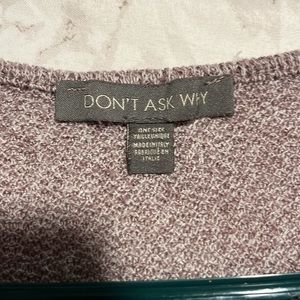 DON'T ASK WHY
ONE SIZE
TAILLE UNIQUE
MADE IN ITALY
FABRIQUÉ EN
ITALIE